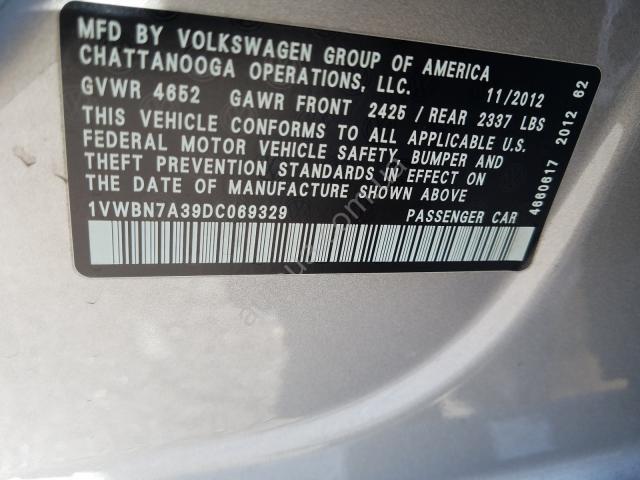 MFD BY VOLKSWAGEN GROUP OF AMERICA
CHATTANOOGA OPERATIONS, LLC. 11/2012
GVWR 4652 GAWR FRONT 2425 / REAR 2337 LBS
THIS VEHICLE CONFORMS TO ALL APPLICABLE U.S.
FEDERAL MOTOR VEHICLE SAFETY, BUMPER AND
THEFT PREVENTION STANDARDS IN EFFECT ON
THE DATE OF MANUFACTURE SHOWN ABOVE
1VWBN7A39DC069329 PASSENGER CAR
4660617 2012 62